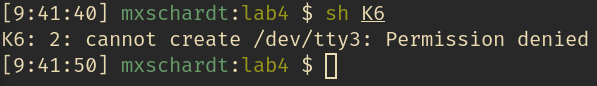 [9:41:40] mxschardt:lab4 $ sh K6
K6: 2: cannot create /dev/tty3: Permission denied
[9:41:50] mxschardt:lab4 $